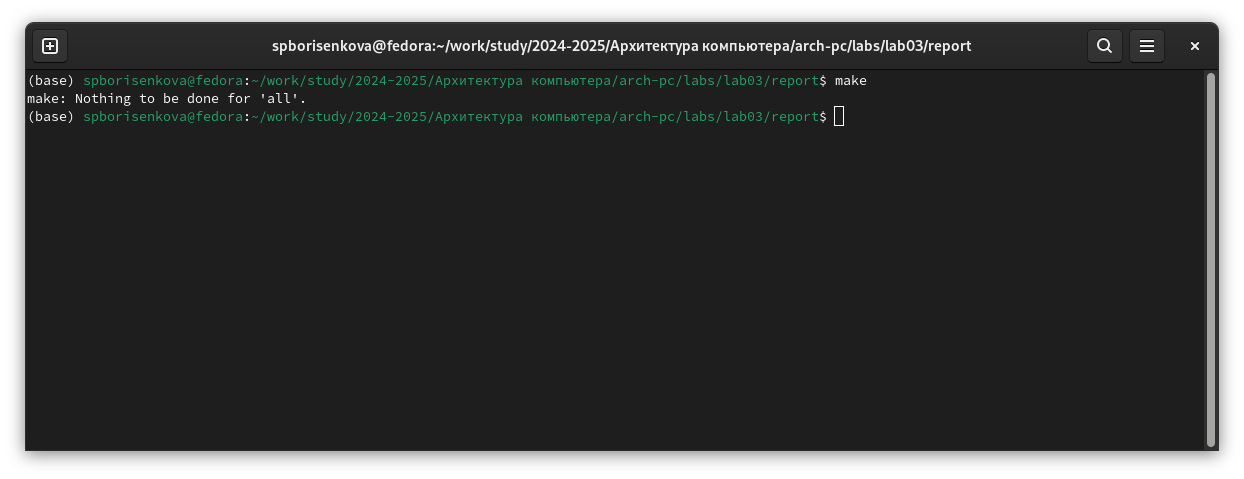 spborisenkova@fedora:~/work/study/2024-2025/Архитектура компьютера/arch-pc/labs/lab03/report
(base) spborisenkova@fedora:~/work/study/2024-2025/Архитектура компьютера/arch-pc/labs/lab03/report$ make
make: Nothing to be done for 'all'.
(base) spborisenkova@fedora:~/work/study/2024-2025/Архитектура компьютера/arch-pc/labs/lab03/report$